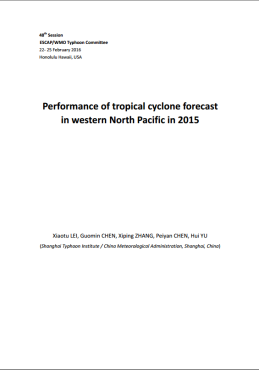 48th Session
ESCAP/WMO Typhoon Committee
22- 25 February 2016
Honolulu Hawaii, USA
Performance of tropical cyclone forecast
in western North Pacific in 2015
Xiaotu LEI, Guomin CHEN, Xiping ZHANG, Peiyan CHEN, Hui YU
(Shanghai Typhoon Institute / China Meteorological Administration, Shanghai, China)